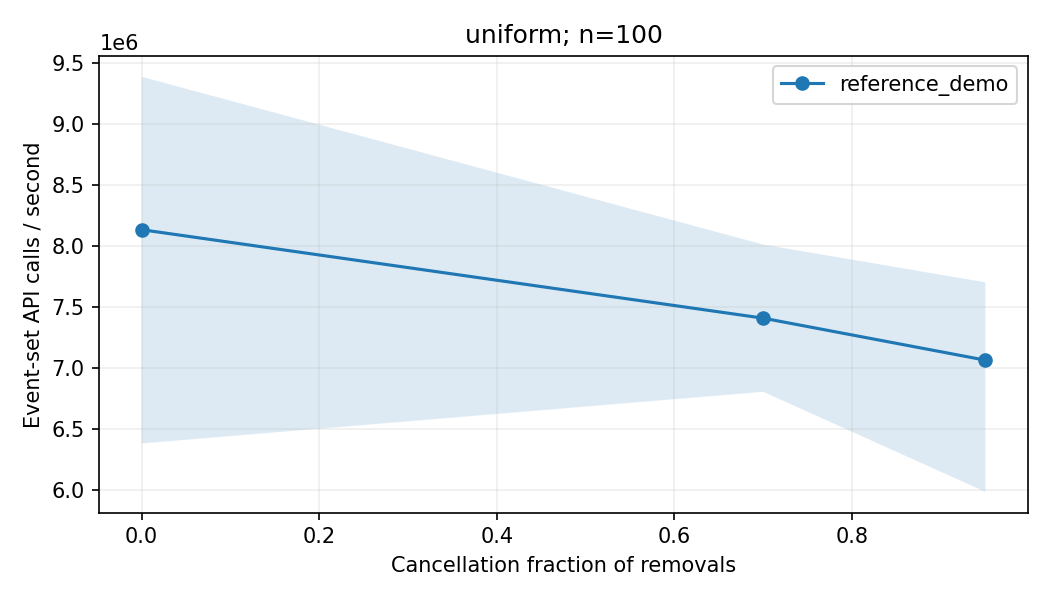 uniform; n=100
1e6
9.5
9.0
8.5
8.0
7.5
7.0
6.5
6.0
Event-set API calls / second
reference_demo
0.0 0.2 0.4 0.6 0.8
Cancellation fraction of removals